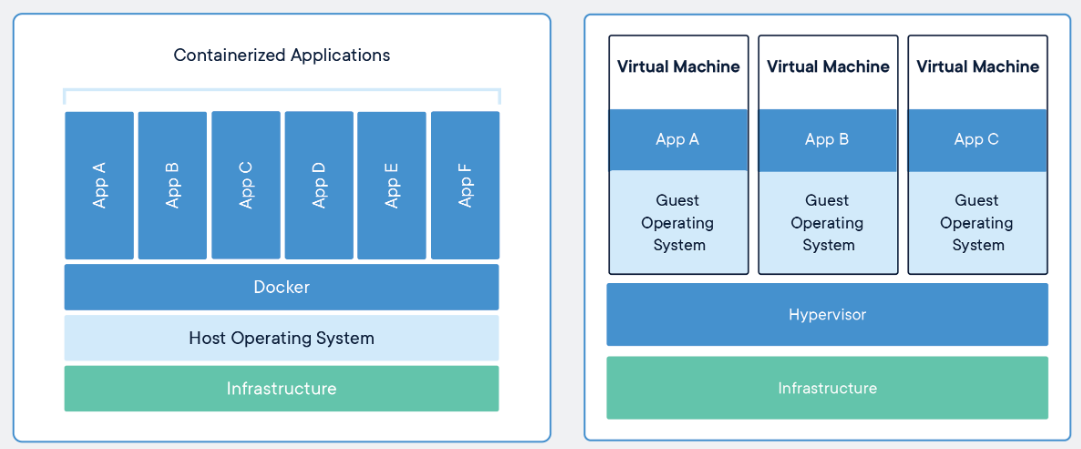 Containerized Applications
App A
App B
App C
App D
App E
App F
Docker
Host Operating System
Infrastructure
Virtual Machine
App A
Guest
Operating
System
Virtual Machine
App B
Guest
Operating
System
Virtual Machine
App C
Guest
Operating
System
Hypervisor
Infrastructure